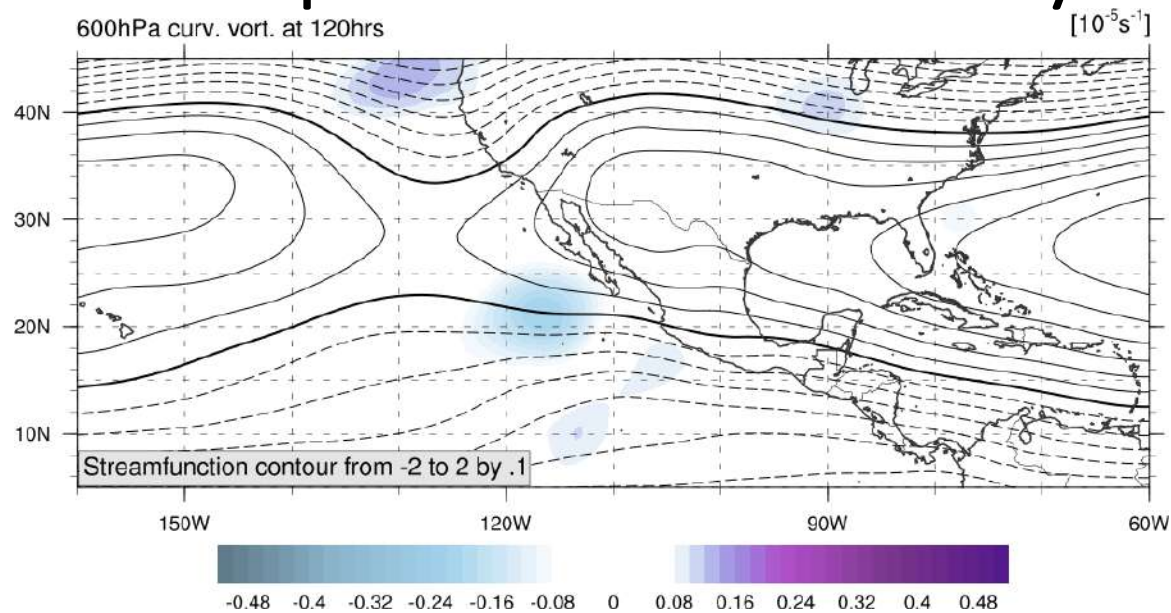 600hPa curv. vort. at 120hrs
[10⁻⁵s⁻¹]
40N
30N
20N
10N
Streamfunction contour from -2 to 2 by .1
150W 120W 90W 60W
-0.48 -0.4 -0.32 -0.24 -0.16 -0.08 0 0.08 0.16 0.24 0.32 0.4 0.48